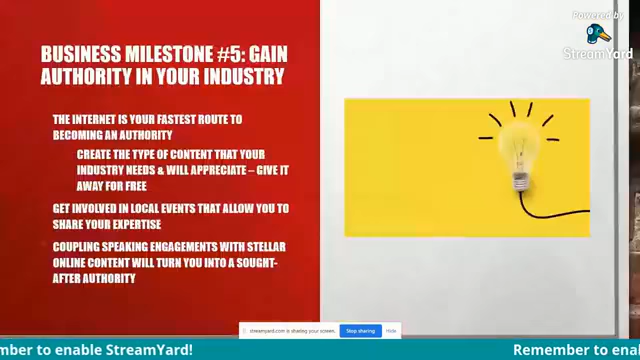 Powered by
StreamYard
BUSINESS MILESTONE #5: GAIN
AUTHORITY IN YOUR INDUSTRY
THE INTERNET IS YOUR FASTEST ROUTE TO
BECOMING AN AUTHORITY
CREATE THE TYPE OF CONTENT THAT YOUR
INDUSTRY NEEDS & WILL APPRECIATE – GIVE IT
AWAY FOR FREE
GET INVOLVED IN LOCAL EVENTS THAT ALLOW YOU TO
SHARE YOUR EXPERTISE
COUPLING SPEAKING ENGAGEMENTS WITH STELLAR
ONLINE CONTENT WILL TURN YOU INTO A SOUGHT-
AFTER AUTHORITY
streamyard.com is sharing your screen. Stop sharing Hide
mber to enable StreamYard! Remember to enab